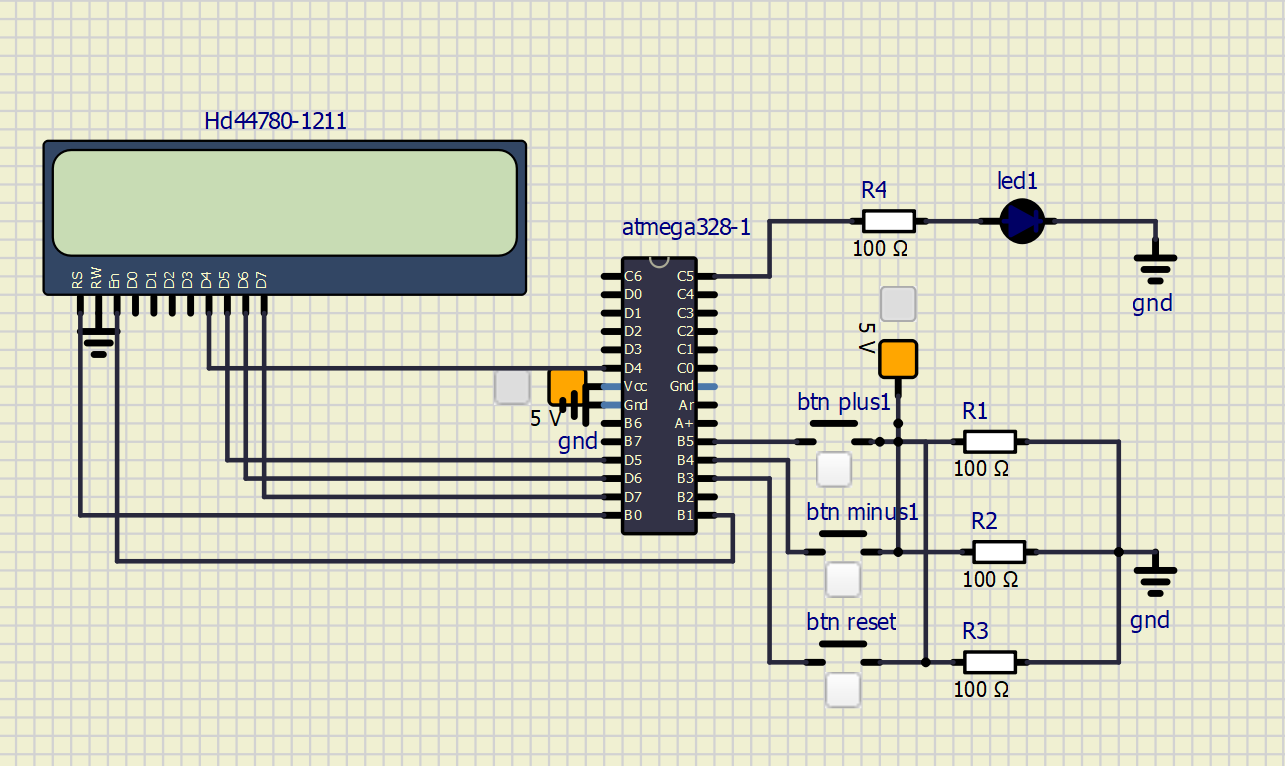 Hd44780-1211
RS RW En D0 D1 D2 D3 D4 D5 D6 D7
atmega328-1
C6 C5
D0 C4
D1 C3
D2 C2
D3 C1
D4 C0
Vcc Gnd
Gnd Ar
B6 A+
B7 B5
D5 B4
D6 B3
D7 B2
B0 B1
5 V
gnd
R4
100 Ω
led1
gnd
5 V
btn plus1
R1
100 Ω
btn minus1
R2
100 Ω
gnd
btn reset
R3
100 Ω